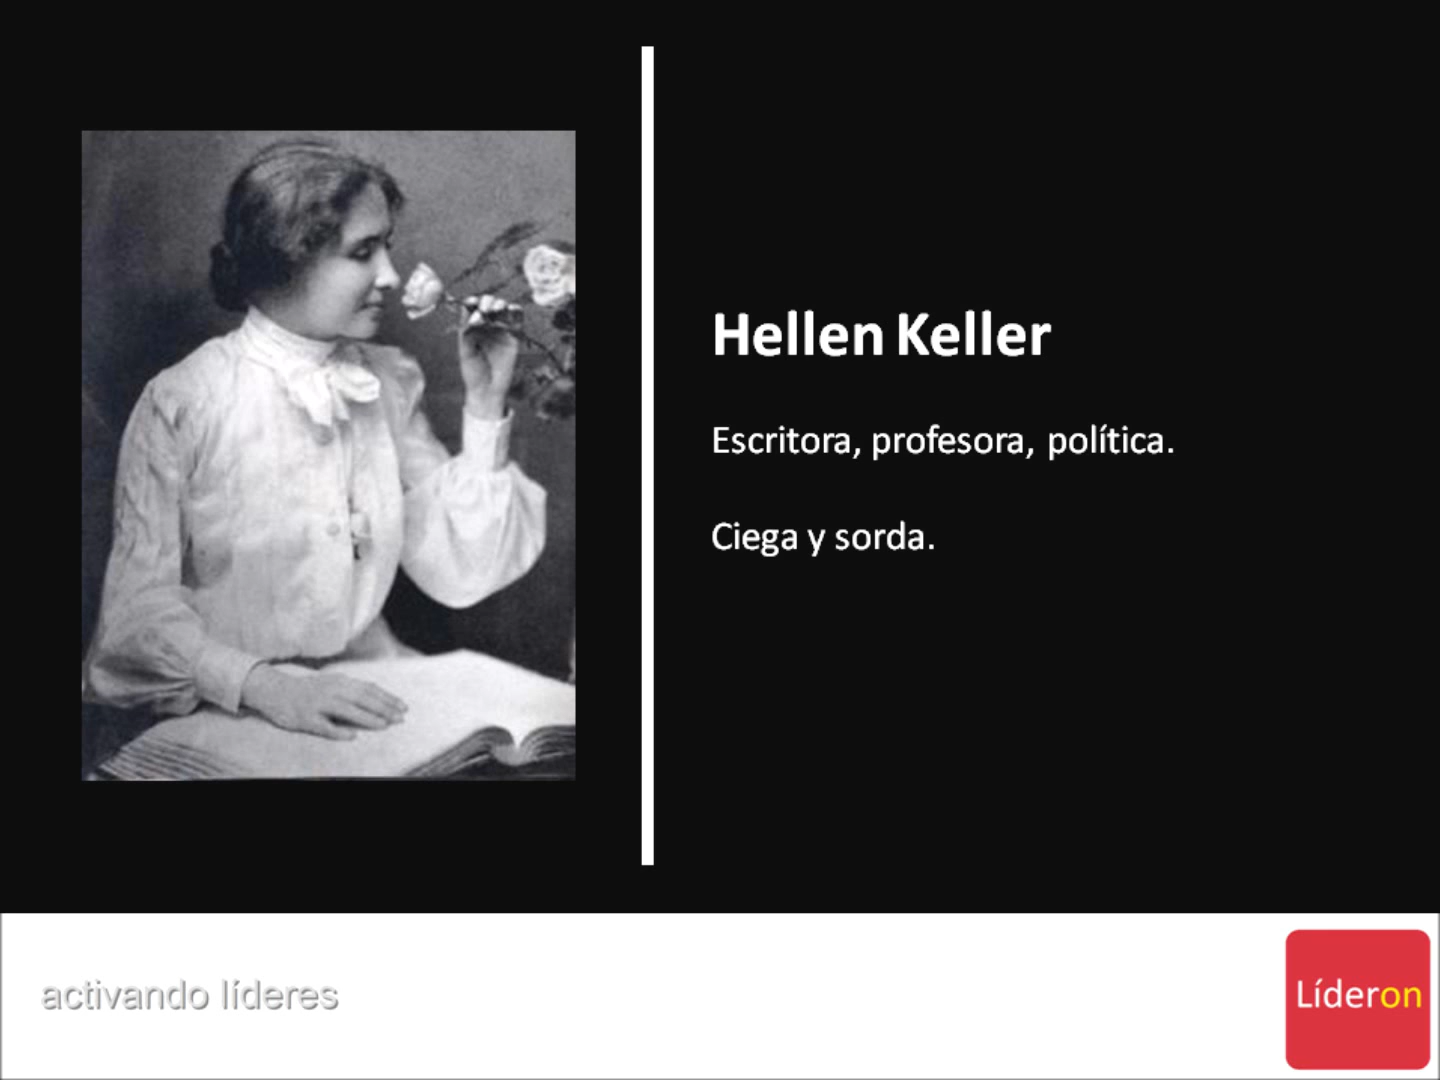 Hellen Keller
Escritora, profesora, política.
Ciega y sorda.
activando líderes
Líderon